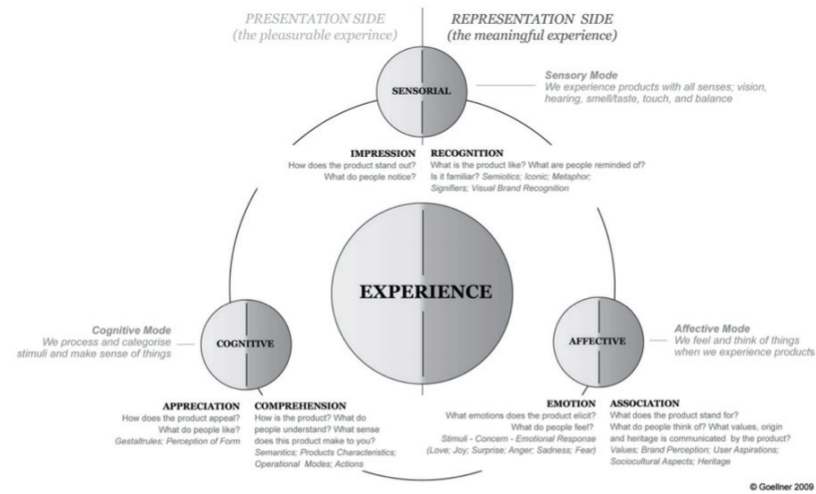 PRESENTATION SIDE
(the pleasurable experince)
REPRESENTATION SIDE
(the meaningful experience)
SENSORIAL
Sensory Mode
We experience products with all senses; vision,
hearing, smell/taste, touch, and balance
IMPRESSION
How does the product stand out?
What do people notice?
RECOGNITION
What is the product like? What are people reminded of?
Is it familiar? Semiotics; Iconic; Metaphor;
Signifiers; Visual Brand Recognition
EXPERIENCE
Cognitive Mode
We process and categorise
stimuli and make sense of things
COGNITIVE
AFFECTIVE
Affective Mode
We feel and think of things
when we experience products
APPRECIATION
How does the product appeal?
What do people like?
Gestaltrules; Perception of Form
COMPREHENSION
How is the product? What do
people understand? What sense
does this product make to you?
Semantics; Products Characteristics;
Operational Modes; Actions
EMOTION
What emotions does the product elicit?
What do people feel?
Stimuli - Concern - Emotional Response
(Love; Joy; Surprise; Anger; Sadness; Fear)
ASSOCIATION
What does the product stand for?
What do people think of? What values, origin
and heritage is communicated by the product?
Values; Brand Perception; User Aspirations;
Sociocultural Aspects; Heritage
© Goellner 2009